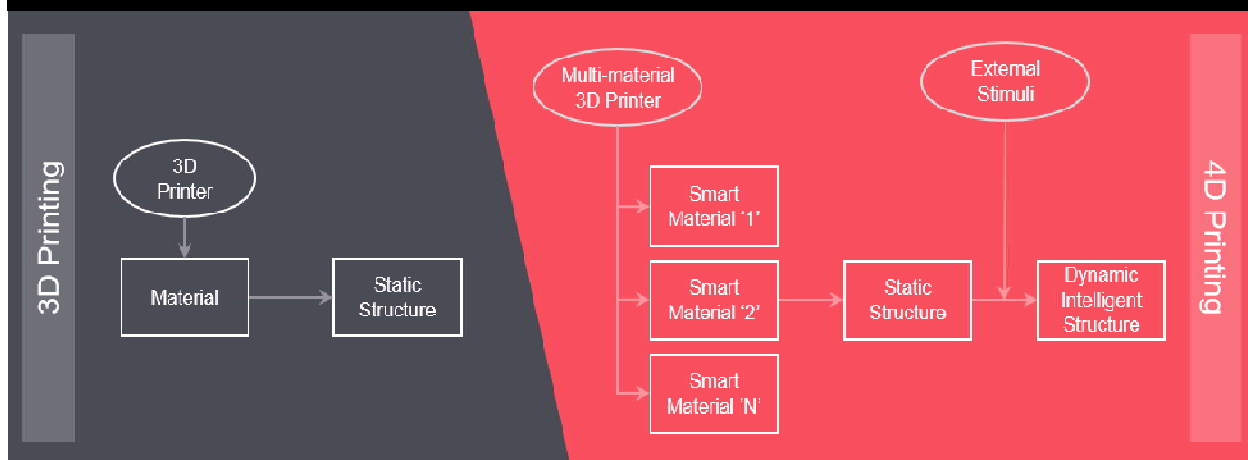 3D Printing
3D
Printer
Material
Static
Structure
Multi-material
3D Printer
External
Stimuli
Smart
Material '1'
Smart
Material '2'
Smart
Material 'N'
Static
Structure
Dynamic
Intelligent
Structure
4D Printing